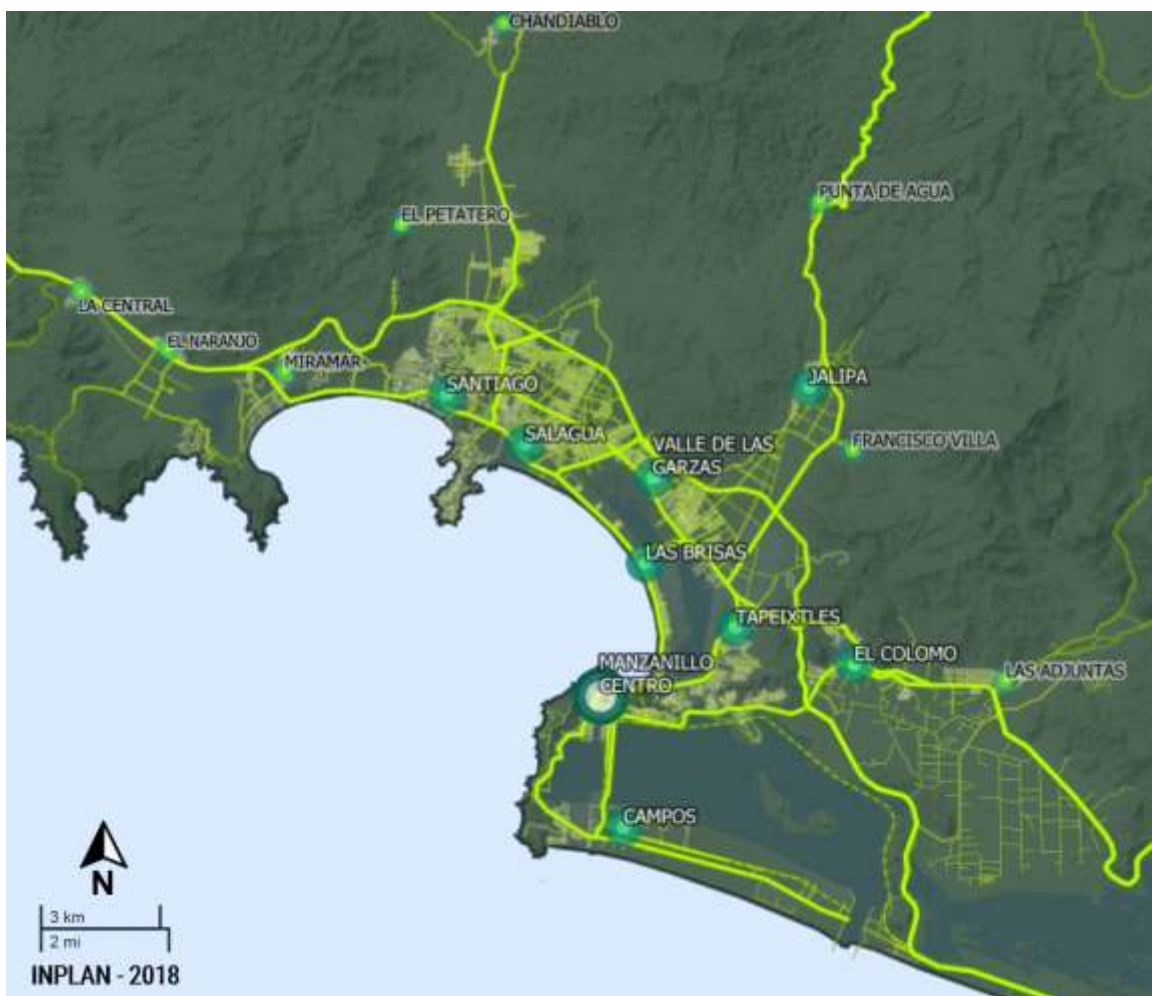 CHANDIABLO
PUNTA DE AGUA
EL PETATERO
LA CENTRAL
EL NARANJO
MIRAMAR
SANTIAGO
JALIPA
SALAGUA
VALLE DE LAS
GARZAS
FRANCISCO VILLA
LAS BRISAS
TAPEIXTLES
EL COLOMO
MANZANILLO
CENTRO
LAS ADJUNTAS
CAMPOS
N
3 km
2 mi
INPLAN - 2018